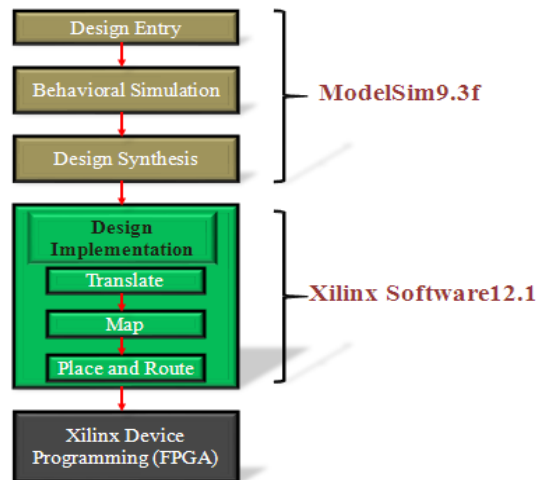 Design Entry
Behavioral Simulation
ModelSim9.3f
Design Synthesis
Design
Implementation
Translate
Xilinx Software12.1
Map
Place and Route
Xilinx Device
Programming (FPGA)